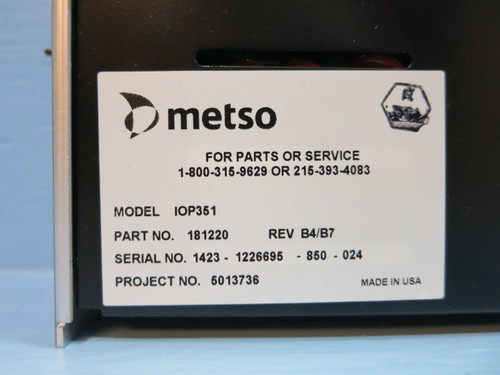 metso
FOR PARTS OR SERVICE
1-800-315-9629 OR 215-393-4083
MODEL IOP351
PART NO. 181220 REV B4/B7
SERIAL NO. 1423 - 1226695 - 850 - 024
PROJECT NO. 5013736
MADE IN USA